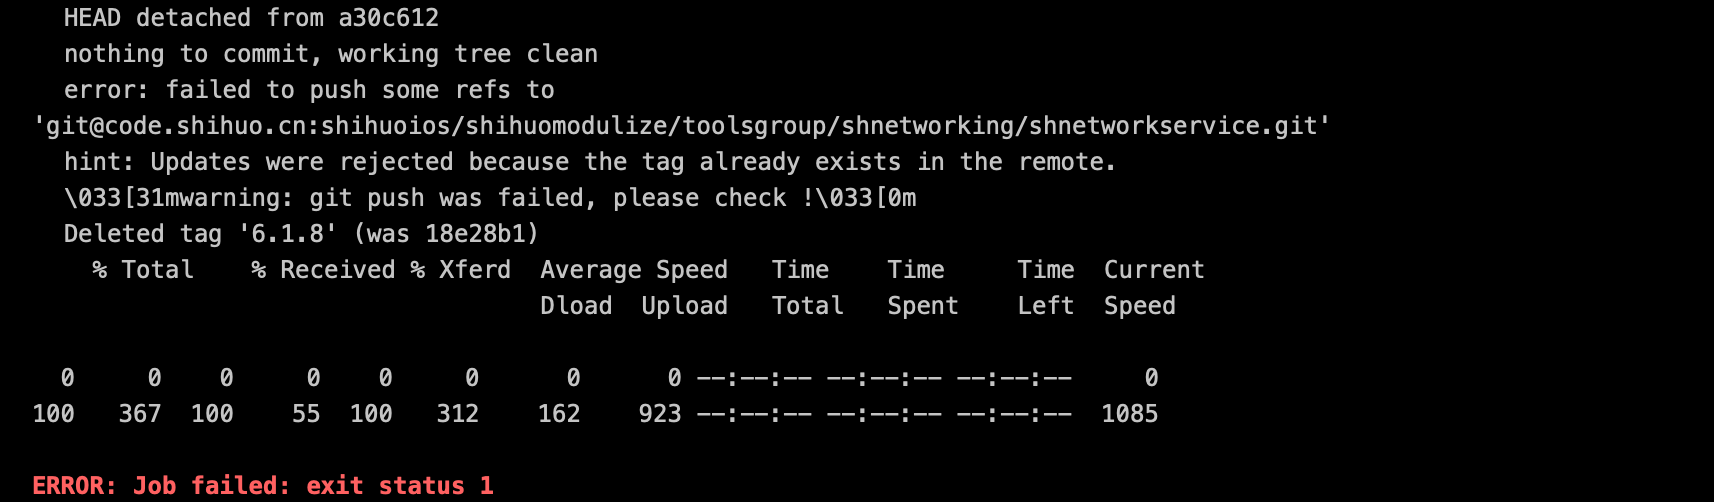 HEAD detached from a30c612
nothing to commit, working tree clean
error: failed to push some refs to
'git@code.shihuo.cn:shihuoios/shihuomodulize/toolsgroup/shnetworking/shnetworkservice.git'
hint: Updates were rejected because the tag already exists in the remote.
\033[31mwarning: git push was failed, please check !\033[0m
Deleted tag '6.1.8' (was 18e28b1)
% Total % Received % Xferd Average Speed Time Time Time Current
Dload Upload Total Spent Left Speed
0 0 0 0 0 0 0 0 --:--:-- --:--:-- --:--:-- 0
100 367 100 55 100 312 162 923 --:--:-- --:--:-- --:--:-- 1085
ERROR: Job failed: exit status 1